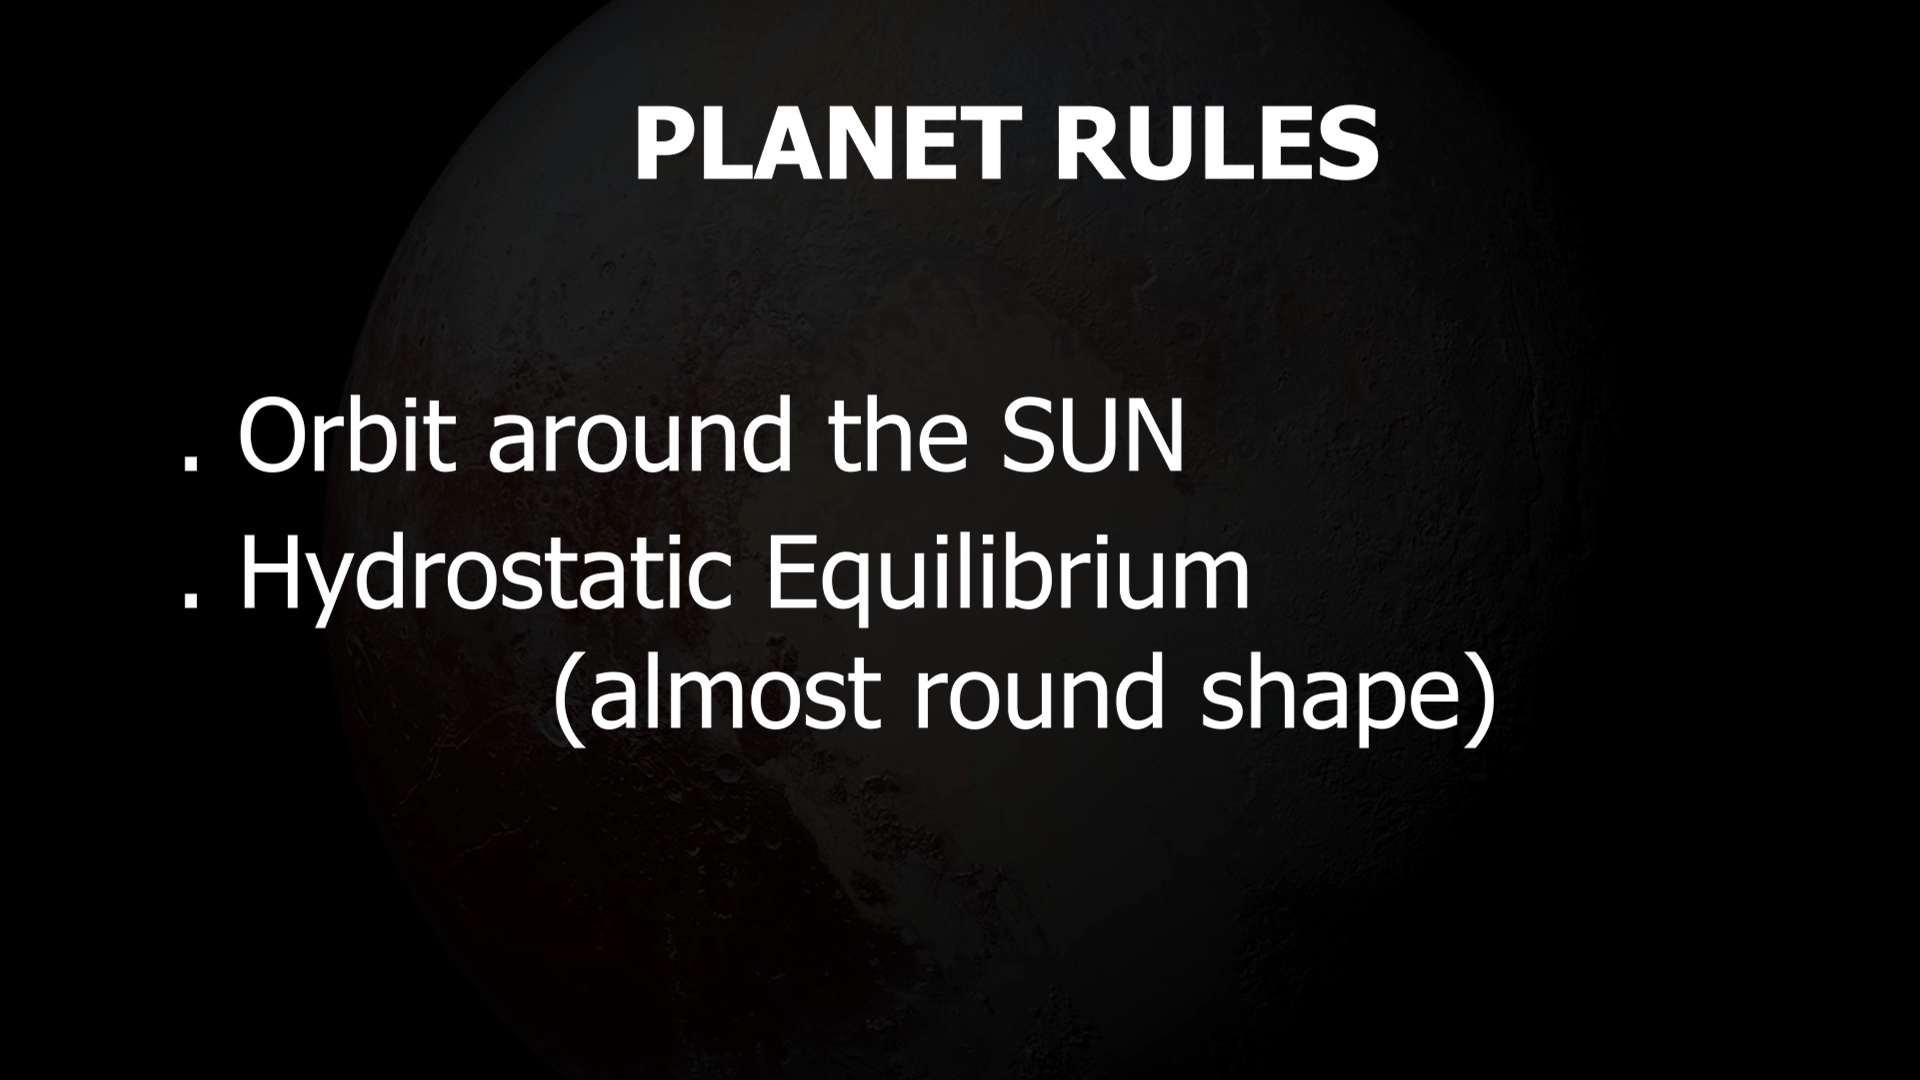 PLANET RULES
. Orbit around the SUN
. Hydrostatic Equilibrium
(almost round shape)